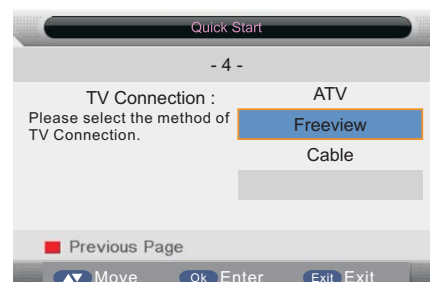 Quick Start
- 4 -
TV Connection :
Please select the method of
TV Connection.
ATV
Freeview
Cable
Previous Page
Move Ok Enter Exit Exit